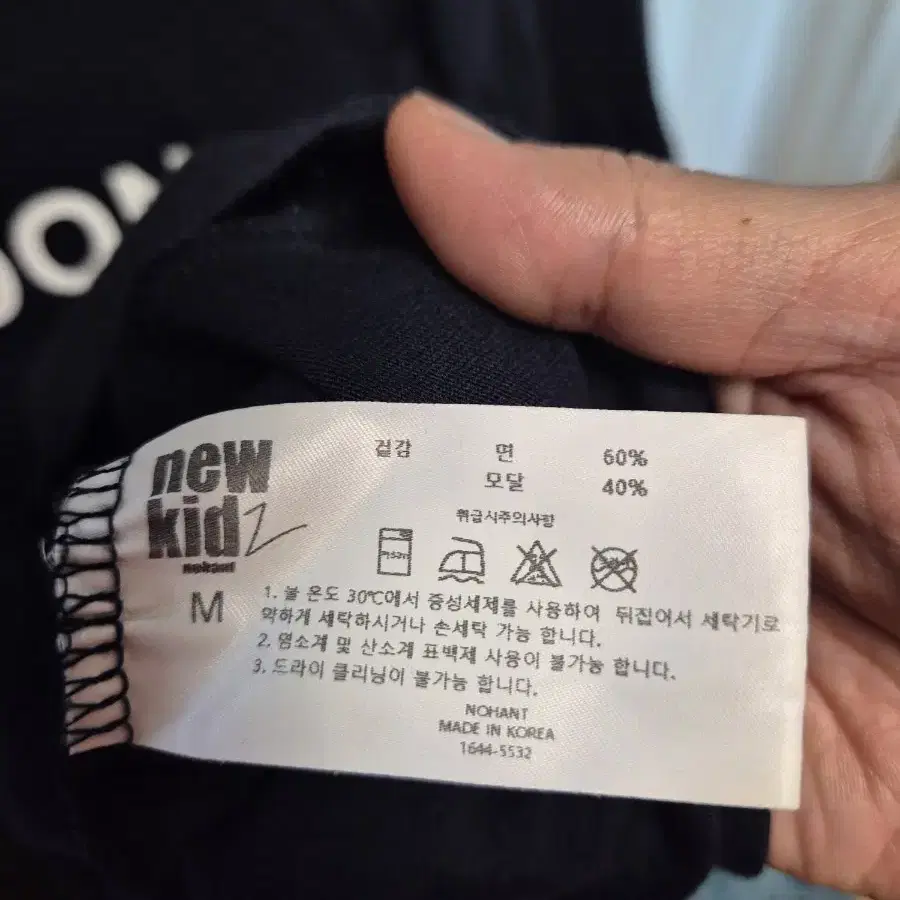 OON
new
kidz
nohant
M
겉감 면 60%
모달 40%
취급시주의사항
1. 물 온도 30℃에서 중성세제를 사용하여 뒤집어서 세탁기로
약하게 세탁하시거나 손세탁 가능 합니다.
2. 염소계 및 산소계 표백제 사용이 불가능 합니다.
3. 드라이 클리닝이 불가능 합니다.
NOHANT
MADE IN KOREA
1644-5532